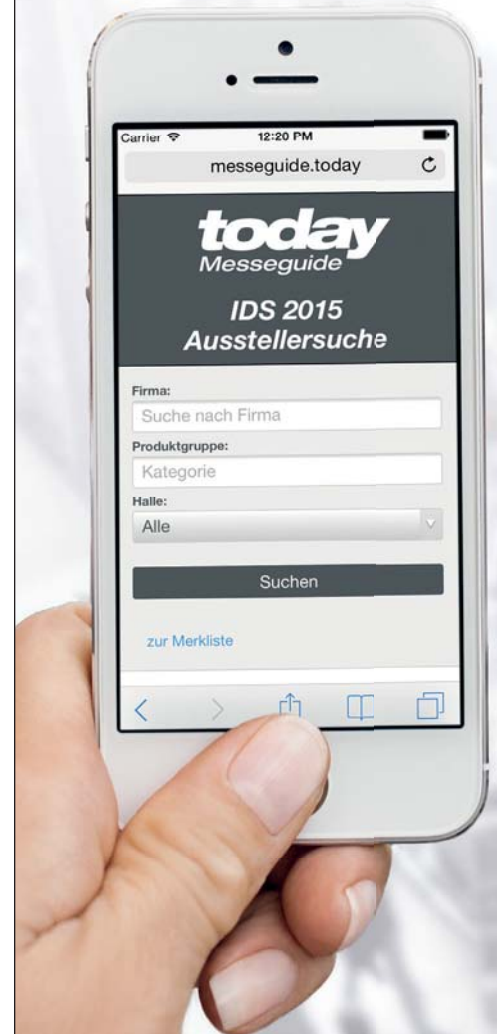 Carrier 12:20 PM
messeguide.today
today
Messeguide
IDS 2015
Ausstellersuche
Firma:
Suche nach Firma
Produktgruppe:
Kategorie
Halle:
Alle
Suchen
zur Merkliste